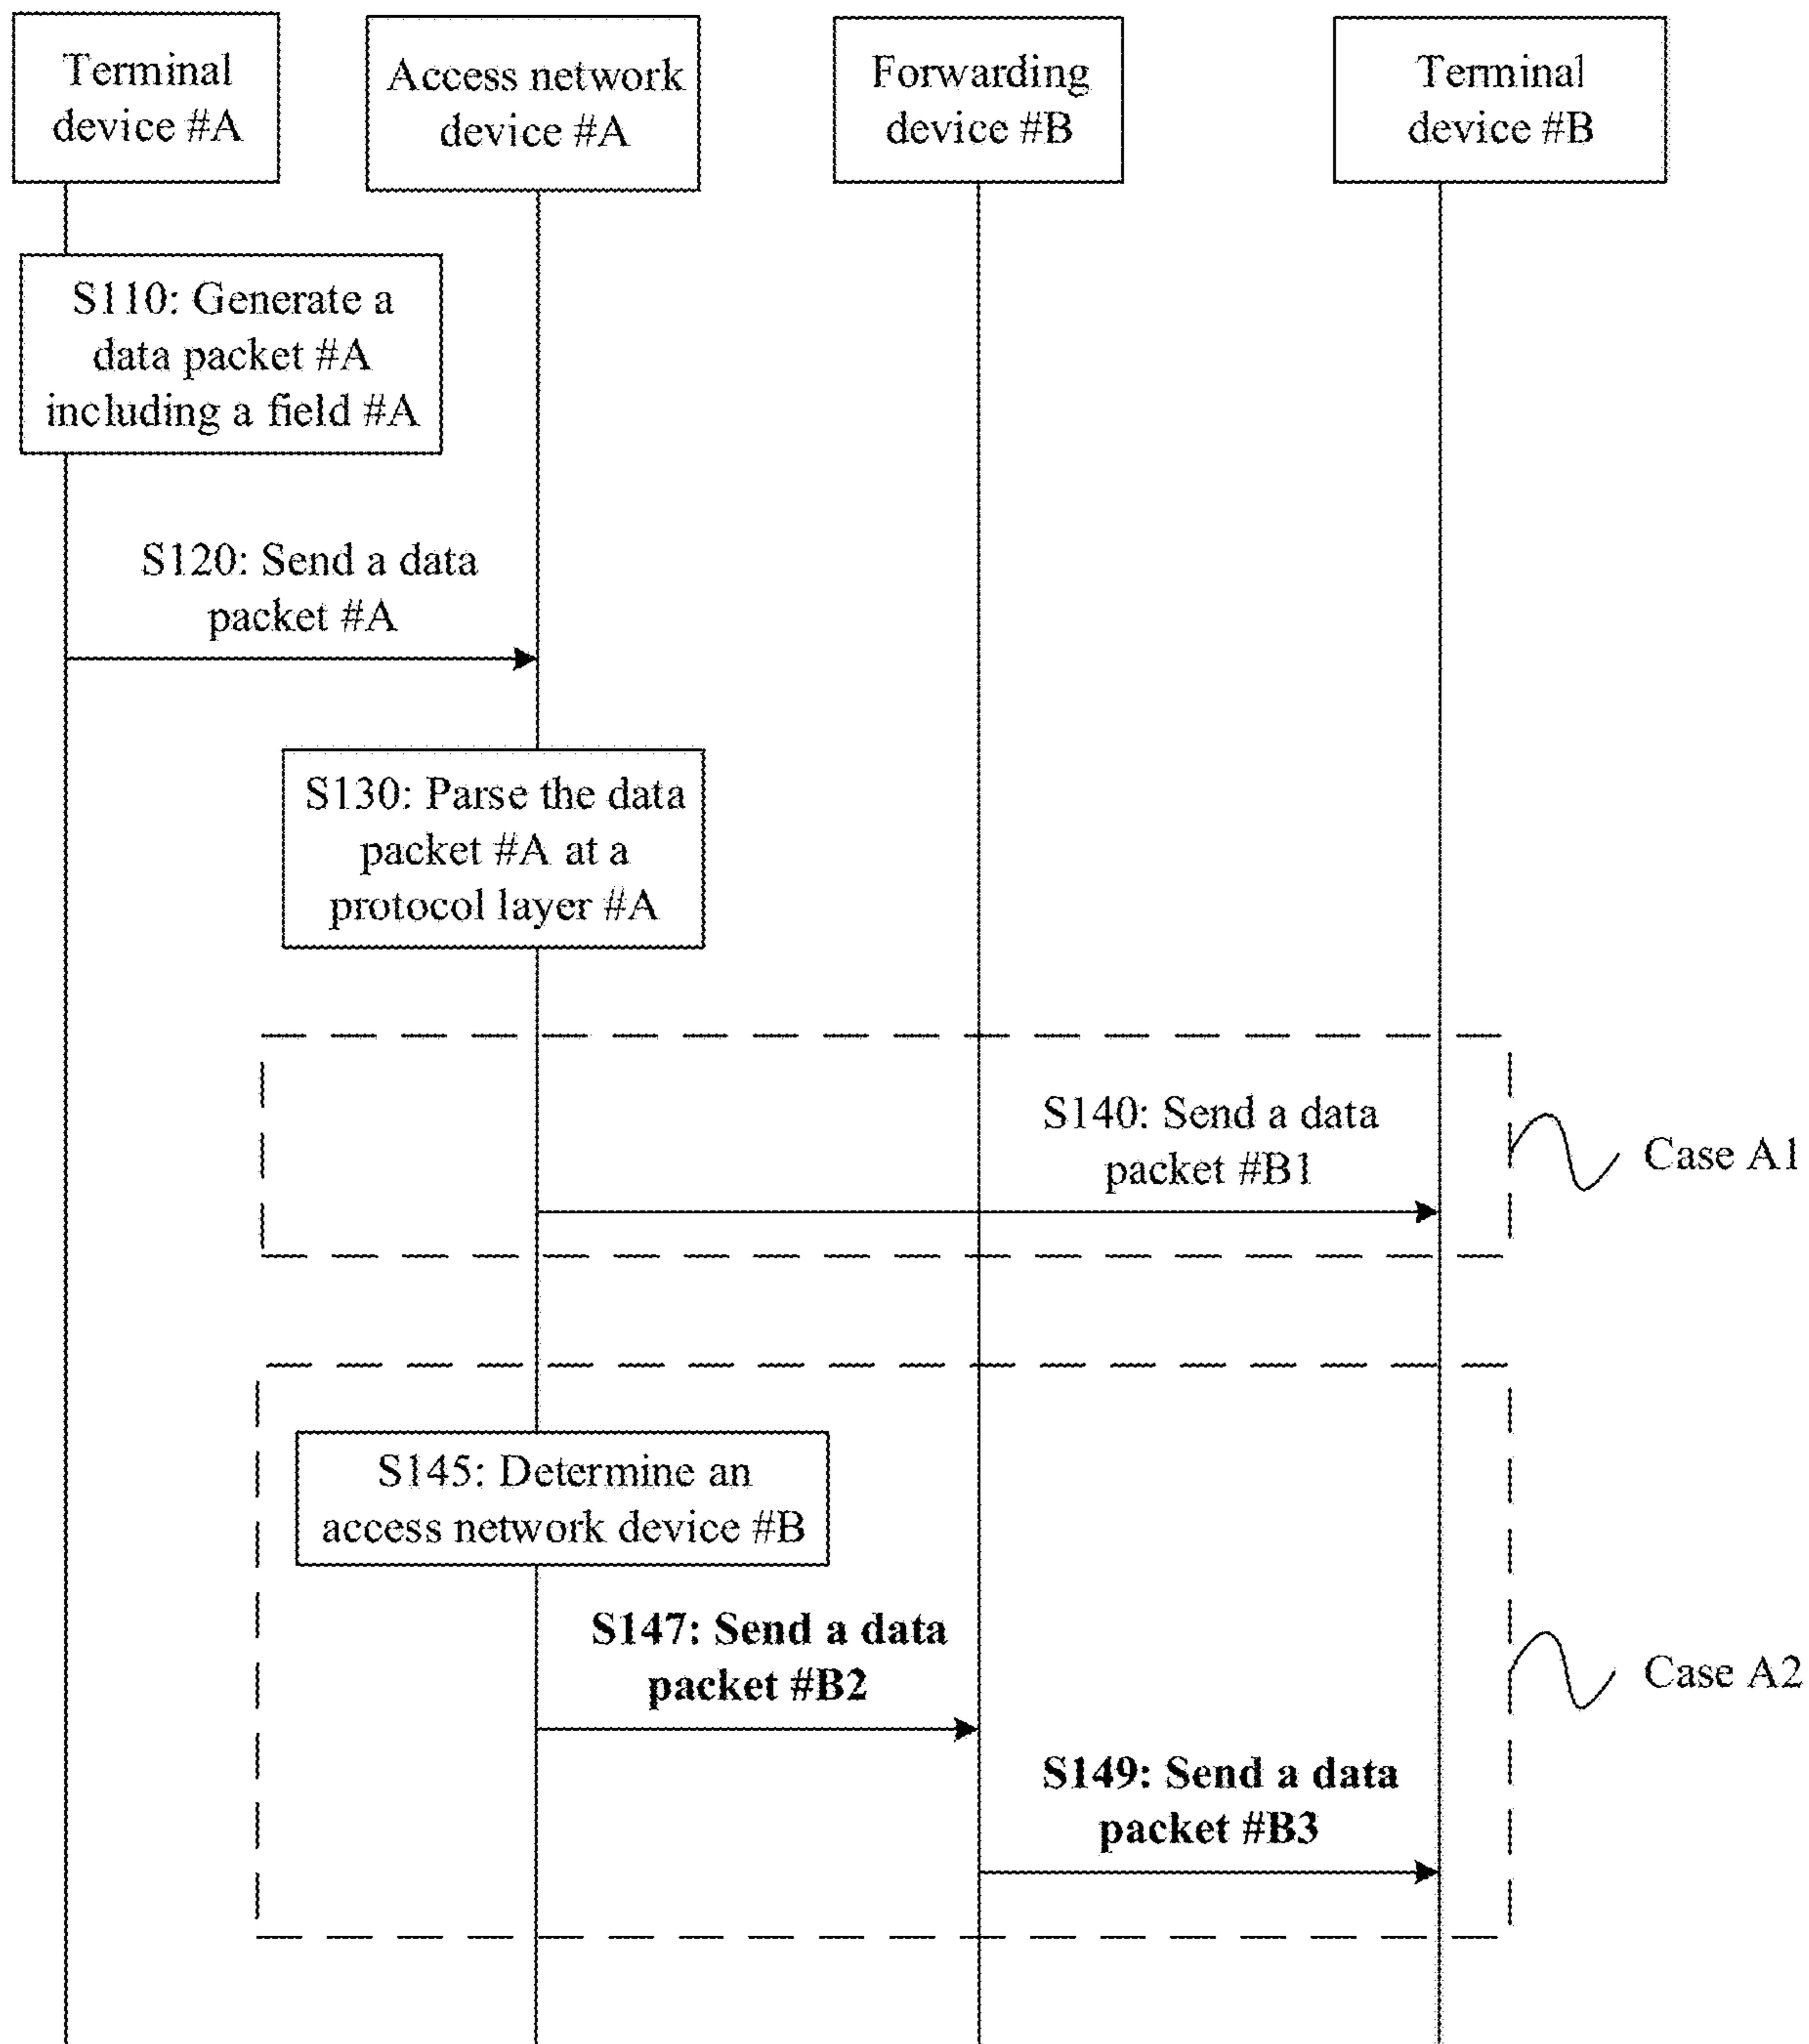 Terminal
device #A
Access network
device #A
Forwarding
device #B
Terminal
device #B
S110: Generate a
data packet #A
including a field #A
S120: Send a data
packet #A
S130: Parse the data
packet #A at a
protocol layer #A
S140: Send a data
packet #B1
Case A1
S145: Determine an
access network device #B
S147: Send a data
packet #B2
Case A2
S149: Send a data
packet #B3